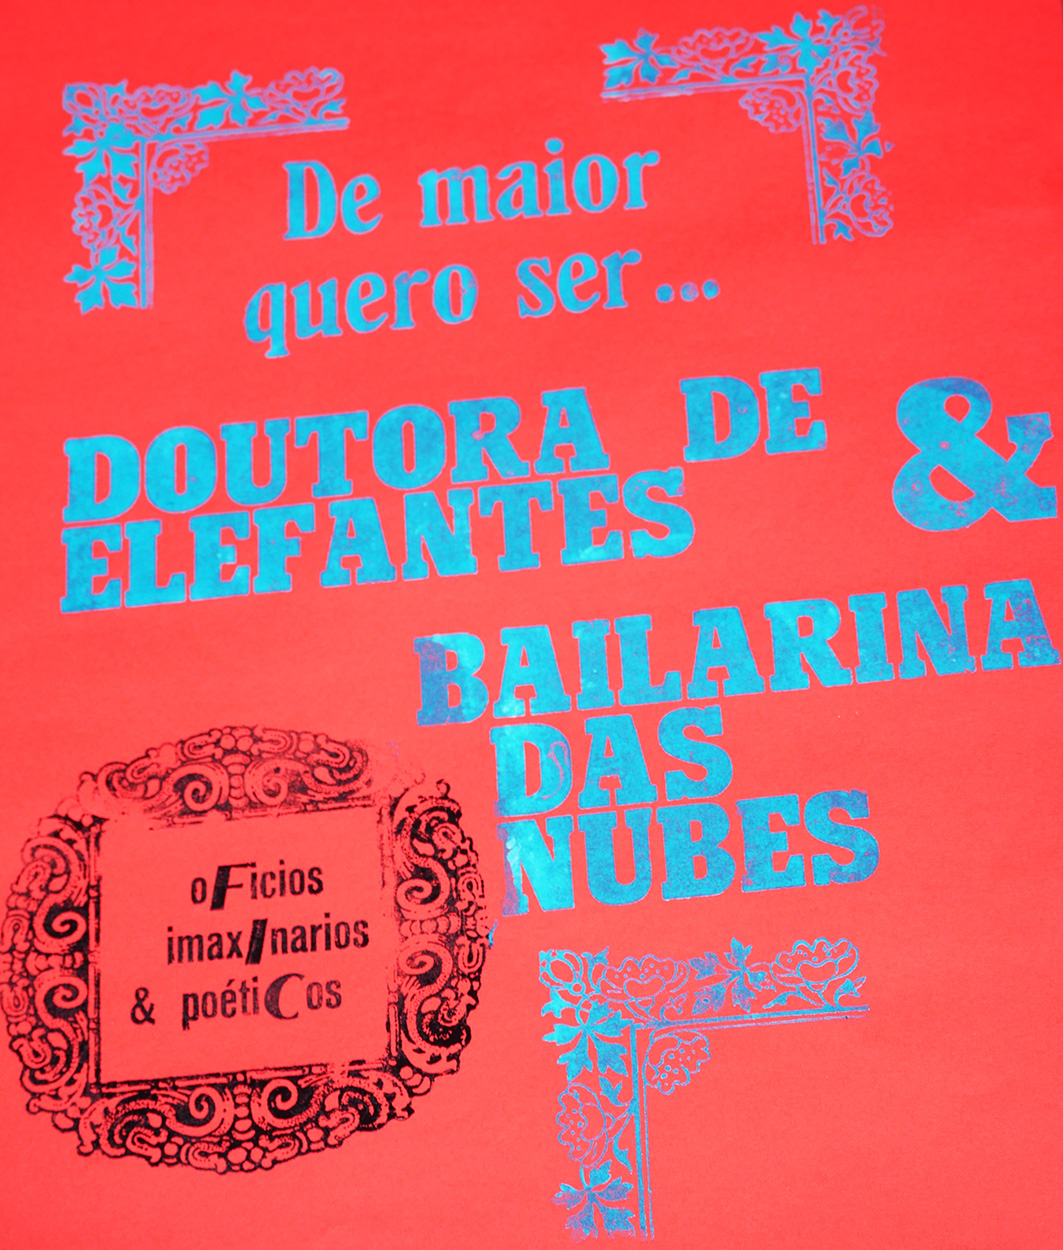 De maior
quero ser...
DOUTORA DE
ELEFANTES &
BAILARINA
DAS
NUBES
oFicios
imaxInarios
& poétiCos